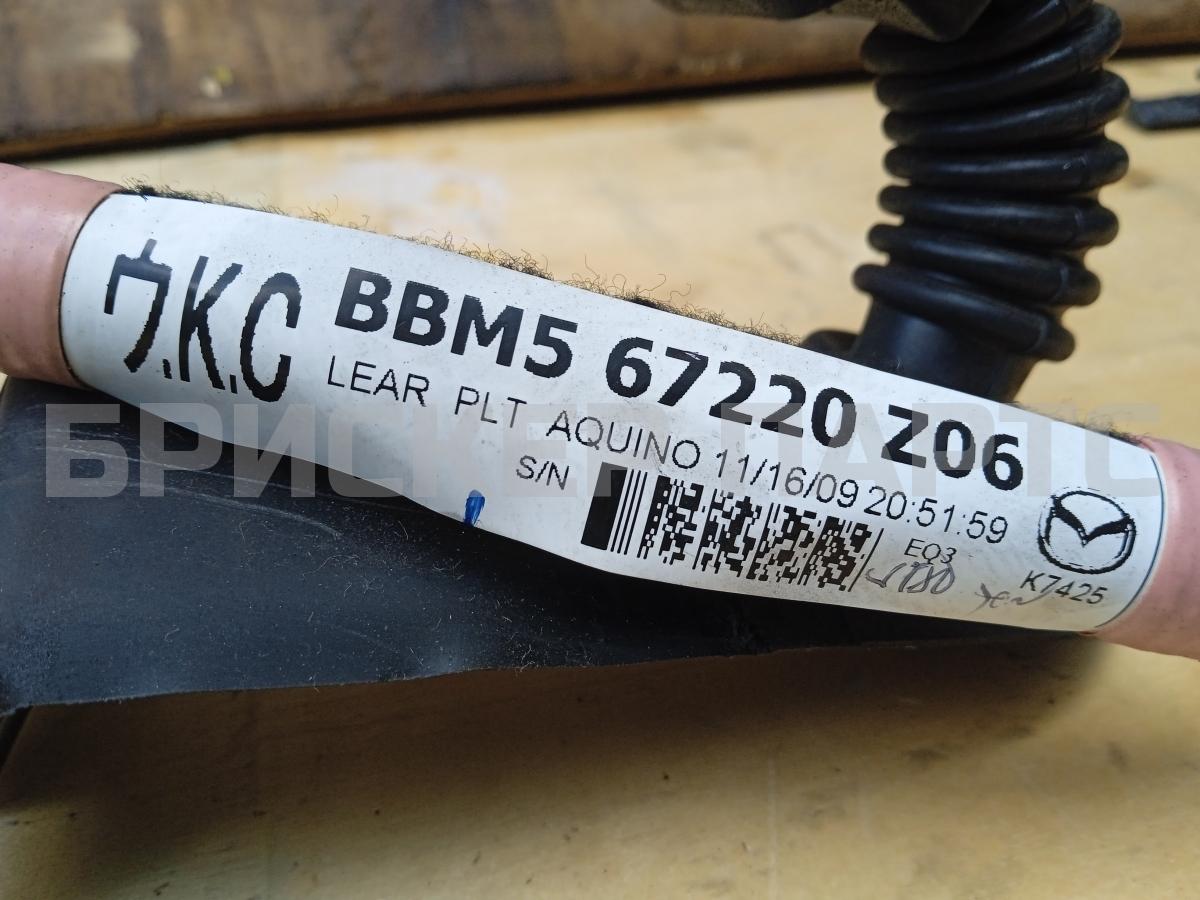 ウ.K.C
BBM5 67220 Z06
LEAR PLT AQUINO 11/16/09 20:51:59
S/N
EQ3
K7425
БРИСКЕР ПАРТС